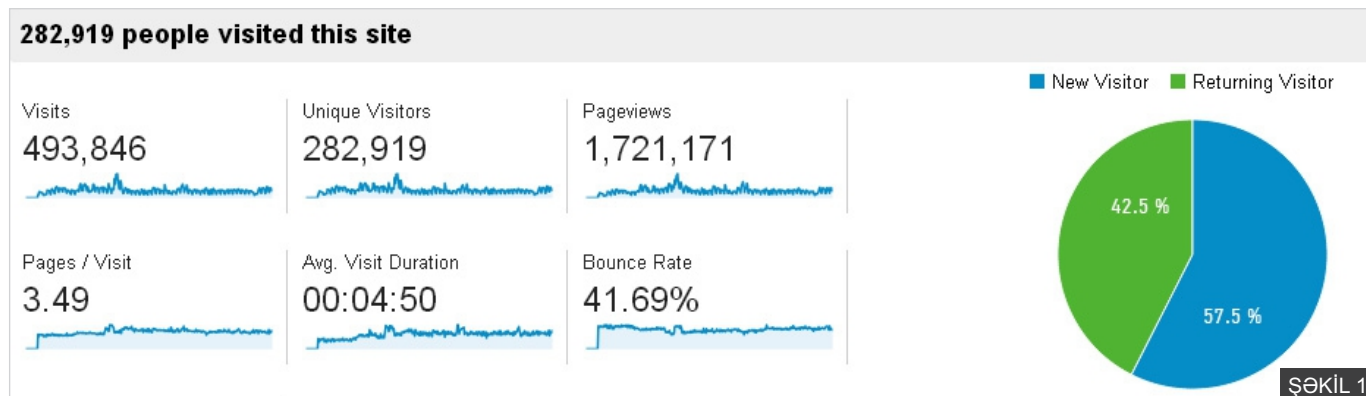 282,919 people visited this site
New Visitor Returning Visitor
Visits
493,846
Unique Visitors
282,919
Pageviews
1,721,171
Pages / Visit
3.49
Avg. Visit Duration
00:04:50
Bounce Rate
41.69%
42.5 %
57.5 %
ŞƏKİL 1